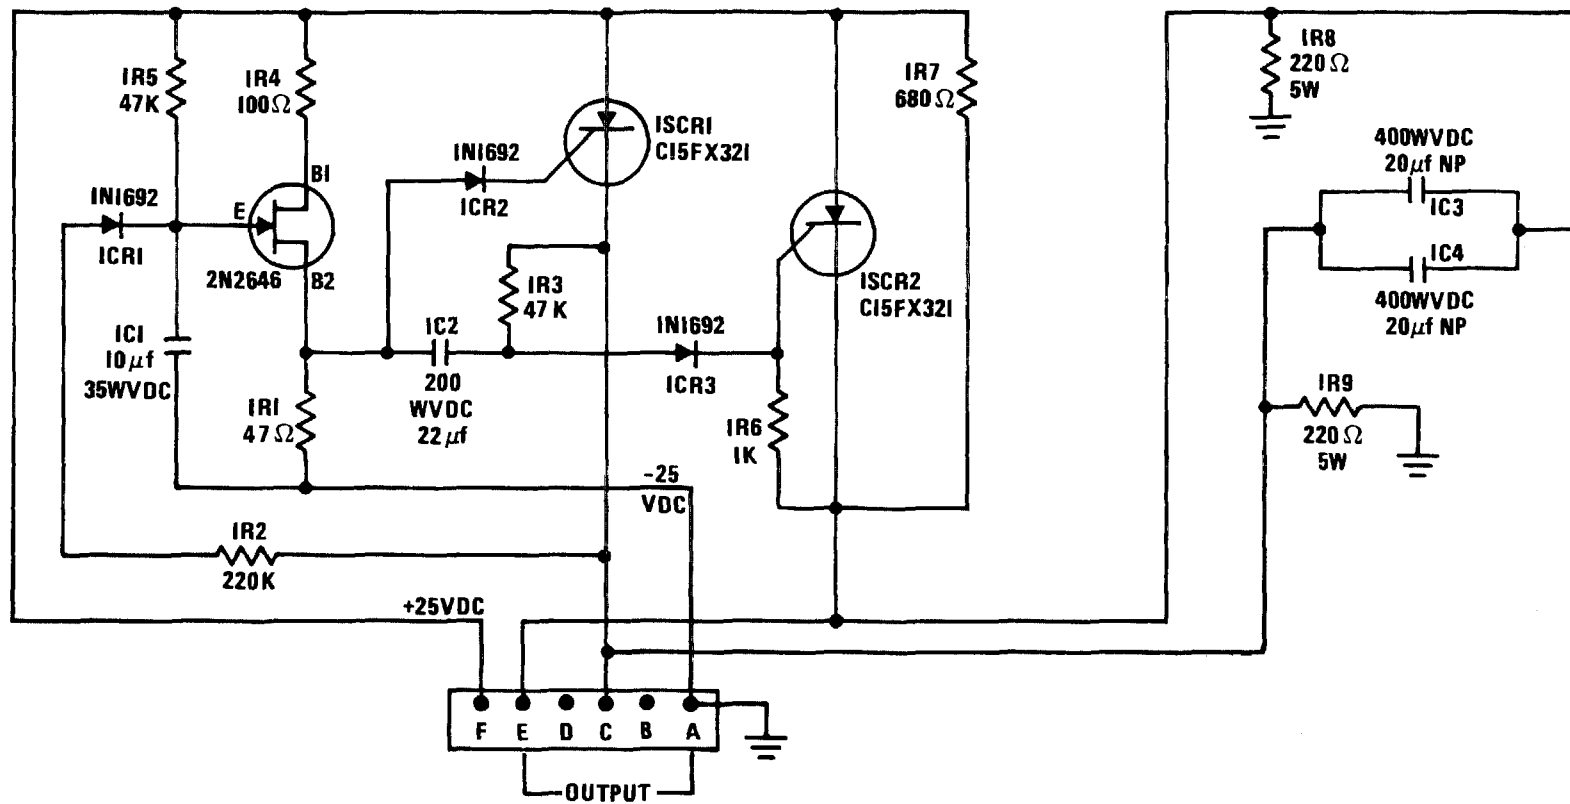 IR5
47K
IR4
100Ω
IR7
680Ω
IR8
220Ω
5W
ISCR1
C15FX321
IN1692
ICR2
IN1692
ICR1
E
B1
B2
2N2646
400WVDC
20μf NP
IC3
IC4
400WVDC
20μf NP
ISCR2
C15FX321
IR3
47K
IC1
10μf
35WVDC
IC2
200
WVDC
22μf
IN1692
ICR3
IR1
47Ω
IR6
1K
IR9
220Ω
5W
-25
VDC
IR2
220K
+25VDC
F E D C B A
OUTPUT